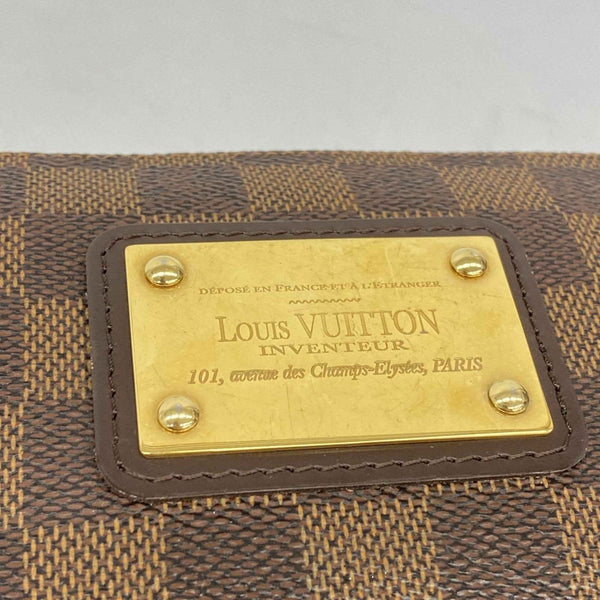 DÉPOSÉ EN FRANCE ET À L'ÉTRANGER
LOUIS VUITTON
INVENTEUR
101, avenue des Champs-Elysées, PARIS